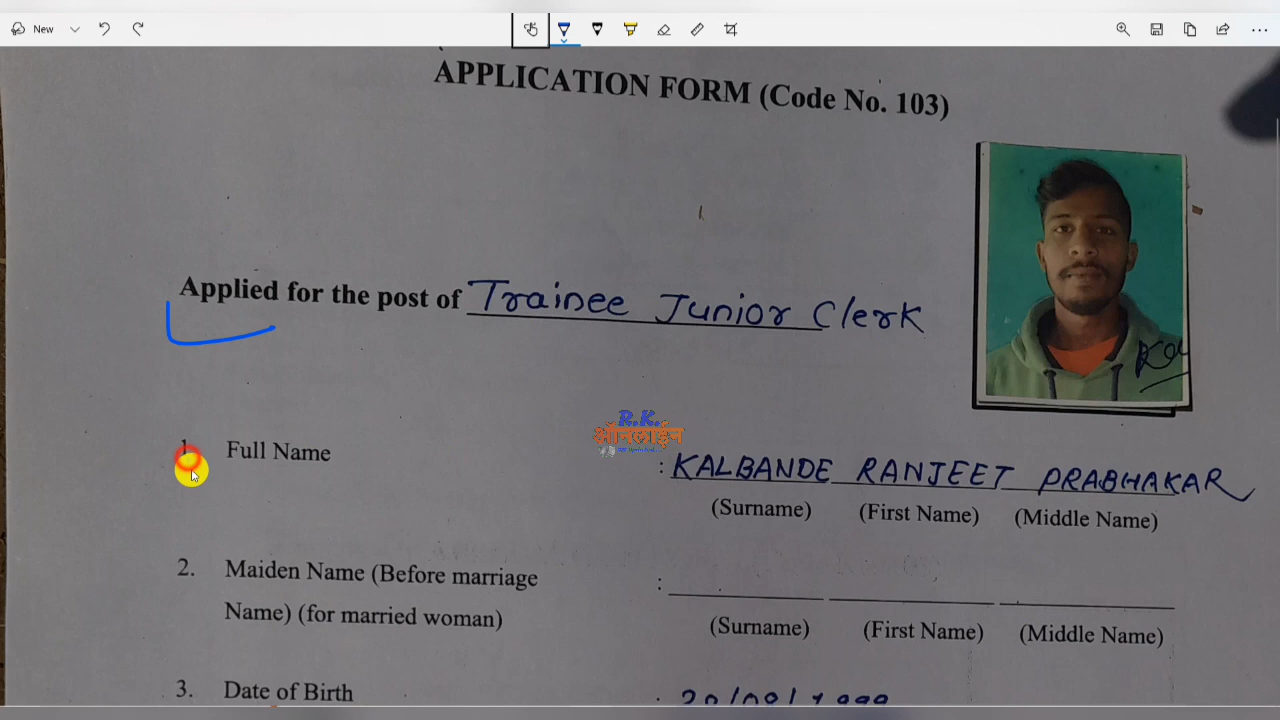 New
APPLICATION FORM (Code No. 103)
Applied for the post of Trainee Junior Clerk
R.K.
ऑनलाईन
1. Full Name : KALBANDE RANJEET PRABHAKAR
(Surname) (First Name) (Middle Name)
2. Maiden Name (Before marriage :
Name) (for married woman)
(Surname) (First Name) (Middle Name)
3. Date of Birth :